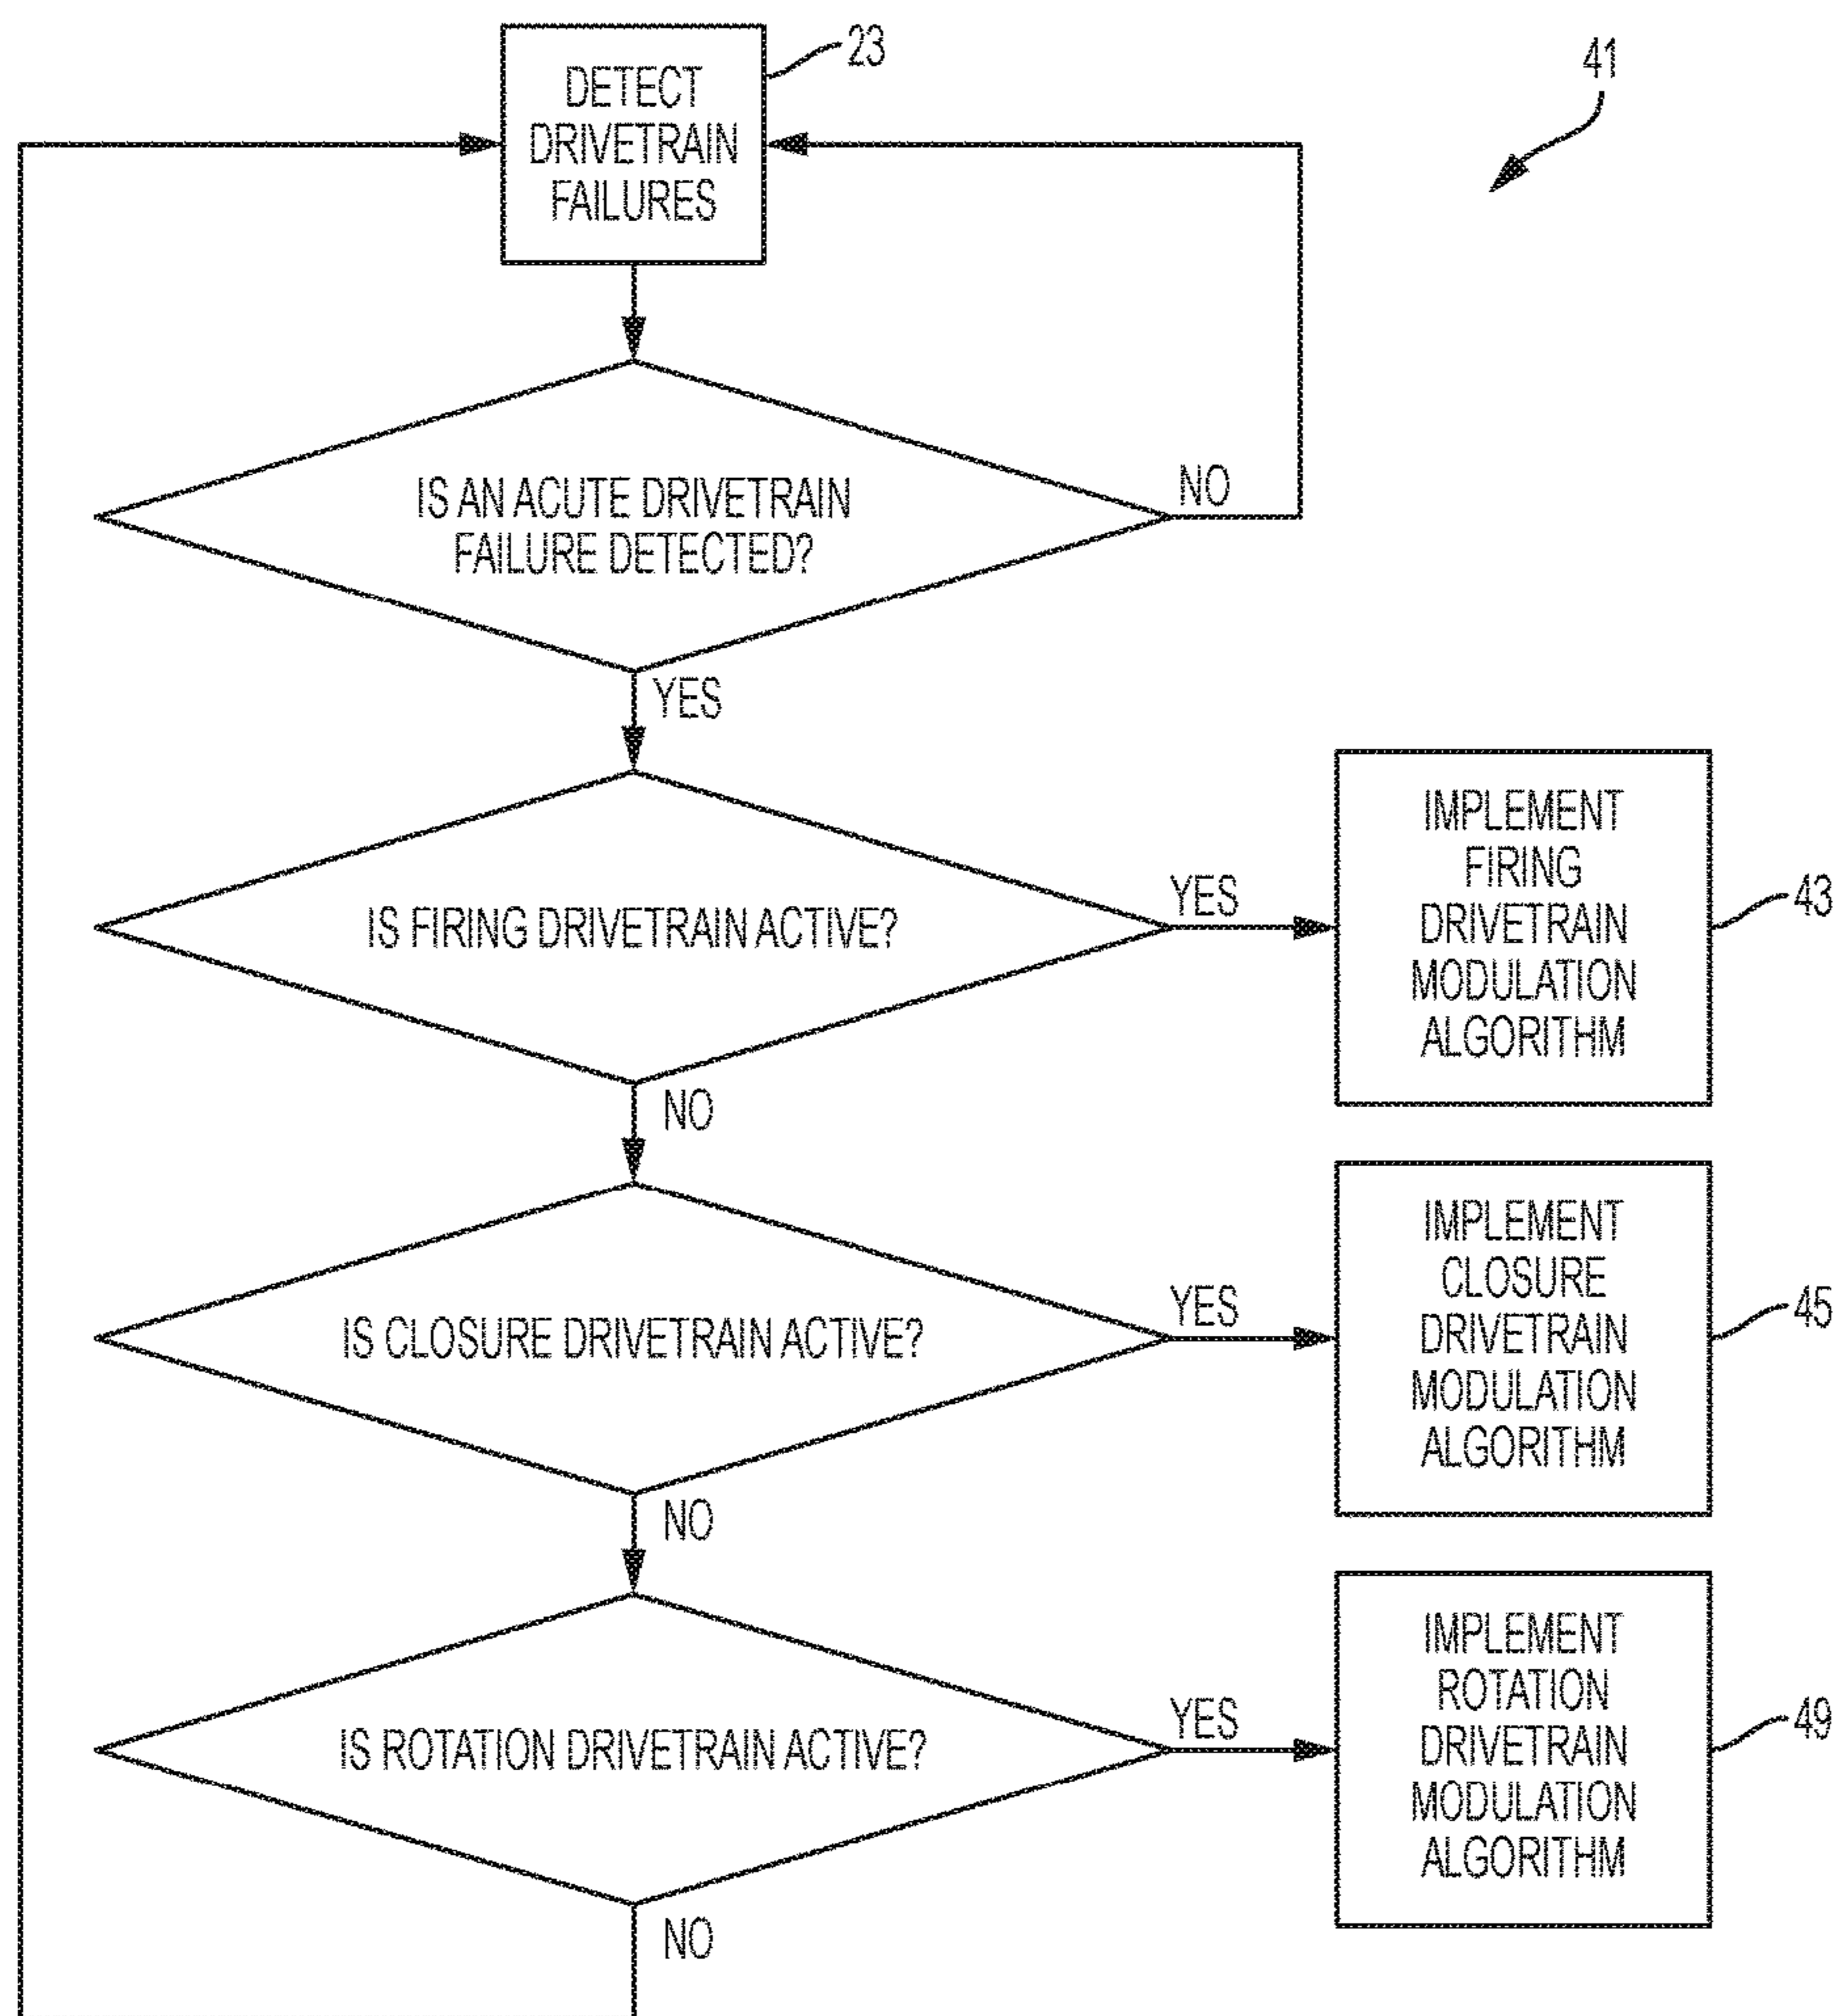 DETECT
DRIVETRAIN
FAILURES
23
41
IS AN ACUTE DRIVETRAIN
FAILURE DETECTED?
NO
YES
IS FIRING DRIVETRAIN ACTIVE?
YES
IMPLEMENT
FIRING
DRIVETRAIN
MODULATION
ALGORITHM
43
NO
IS CLOSURE DRIVETRAIN ACTIVE?
YES
IMPLEMENT
CLOSURE
DRIVETRAIN
MODULATION
ALGORITHM
45
NO
IS ROTATION DRIVETRAIN ACTIVE?
YES
IMPLEMENT
ROTATION
DRIVETRAIN
MODULATION
ALGORITHM
49
NO